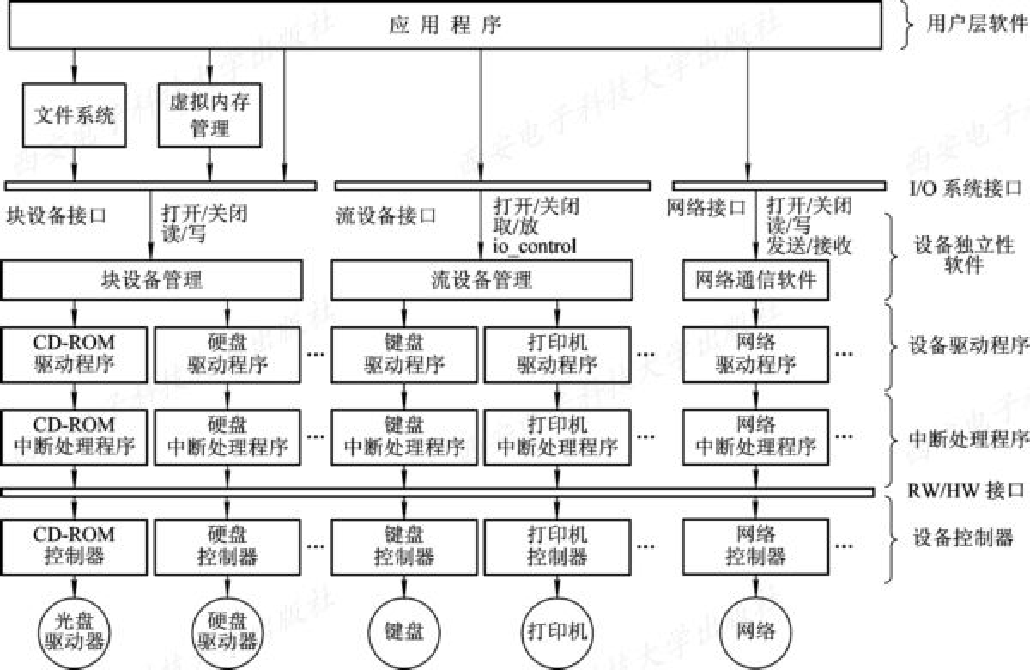 应用程序
用户层软件
文件系统
虚拟内存
管理
I/O 系统接口
块设备接口
打开/关闭
读/写
流设备接口
打开/关闭
取/放
io_control
网络接口
打开/关闭
读/写
发送/接收
设备独立性
软件
块设备管理
流设备管理
网络通信软件
CD-ROM
驱动程序
硬盘
驱动程序
…
键盘
驱动程序
打印机
驱动程序
…
网络
驱动程序
…
设备驱动程序
CD-ROM
中断处理程序
硬盘
中断处理程序
…
键盘
中断处理程序
打印机
中断处理程序
…
网络
中断处理程序
…
中断处理程序
RW/HW 接口
CD-ROM
控制器
硬盘
控制器
…
键盘
控制器
打印机
控制器
…
网络
控制器
…
设备控制器
光盘
驱动器
硬盘
驱动器
键盘
打印机
网络
西安电子科技大学出版社
西安电子科技大学出版社